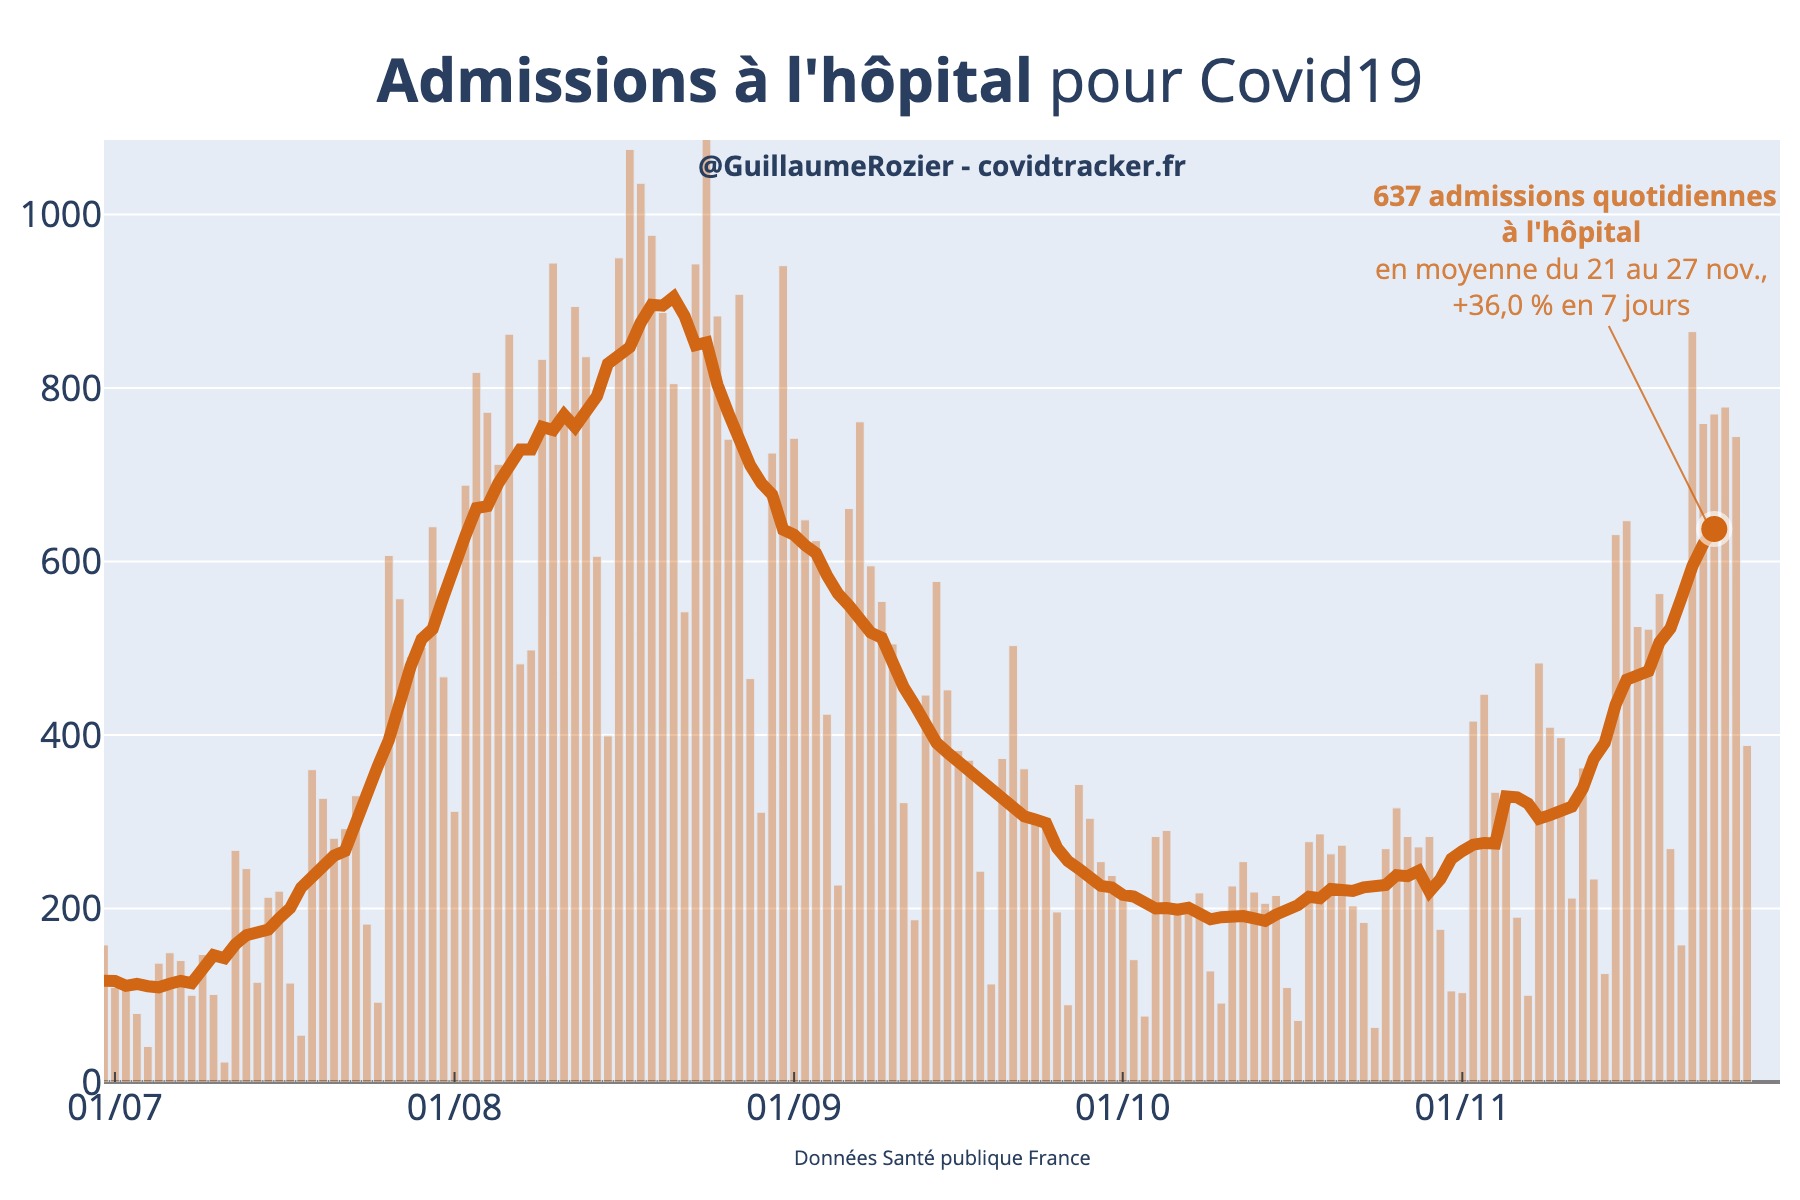 Admissions à l'hôpital pour Covid19
@GuillaumeRozier - covidtracker.fr
637 admissions quotidiennes
à l'hôpital
en moyenne du 21 au 27 nov.,
+36,0 % en 7 jours
1000
800
600
400
200
0
01/07 01/08 01/09 01/10 01/11
Données Santé publique France